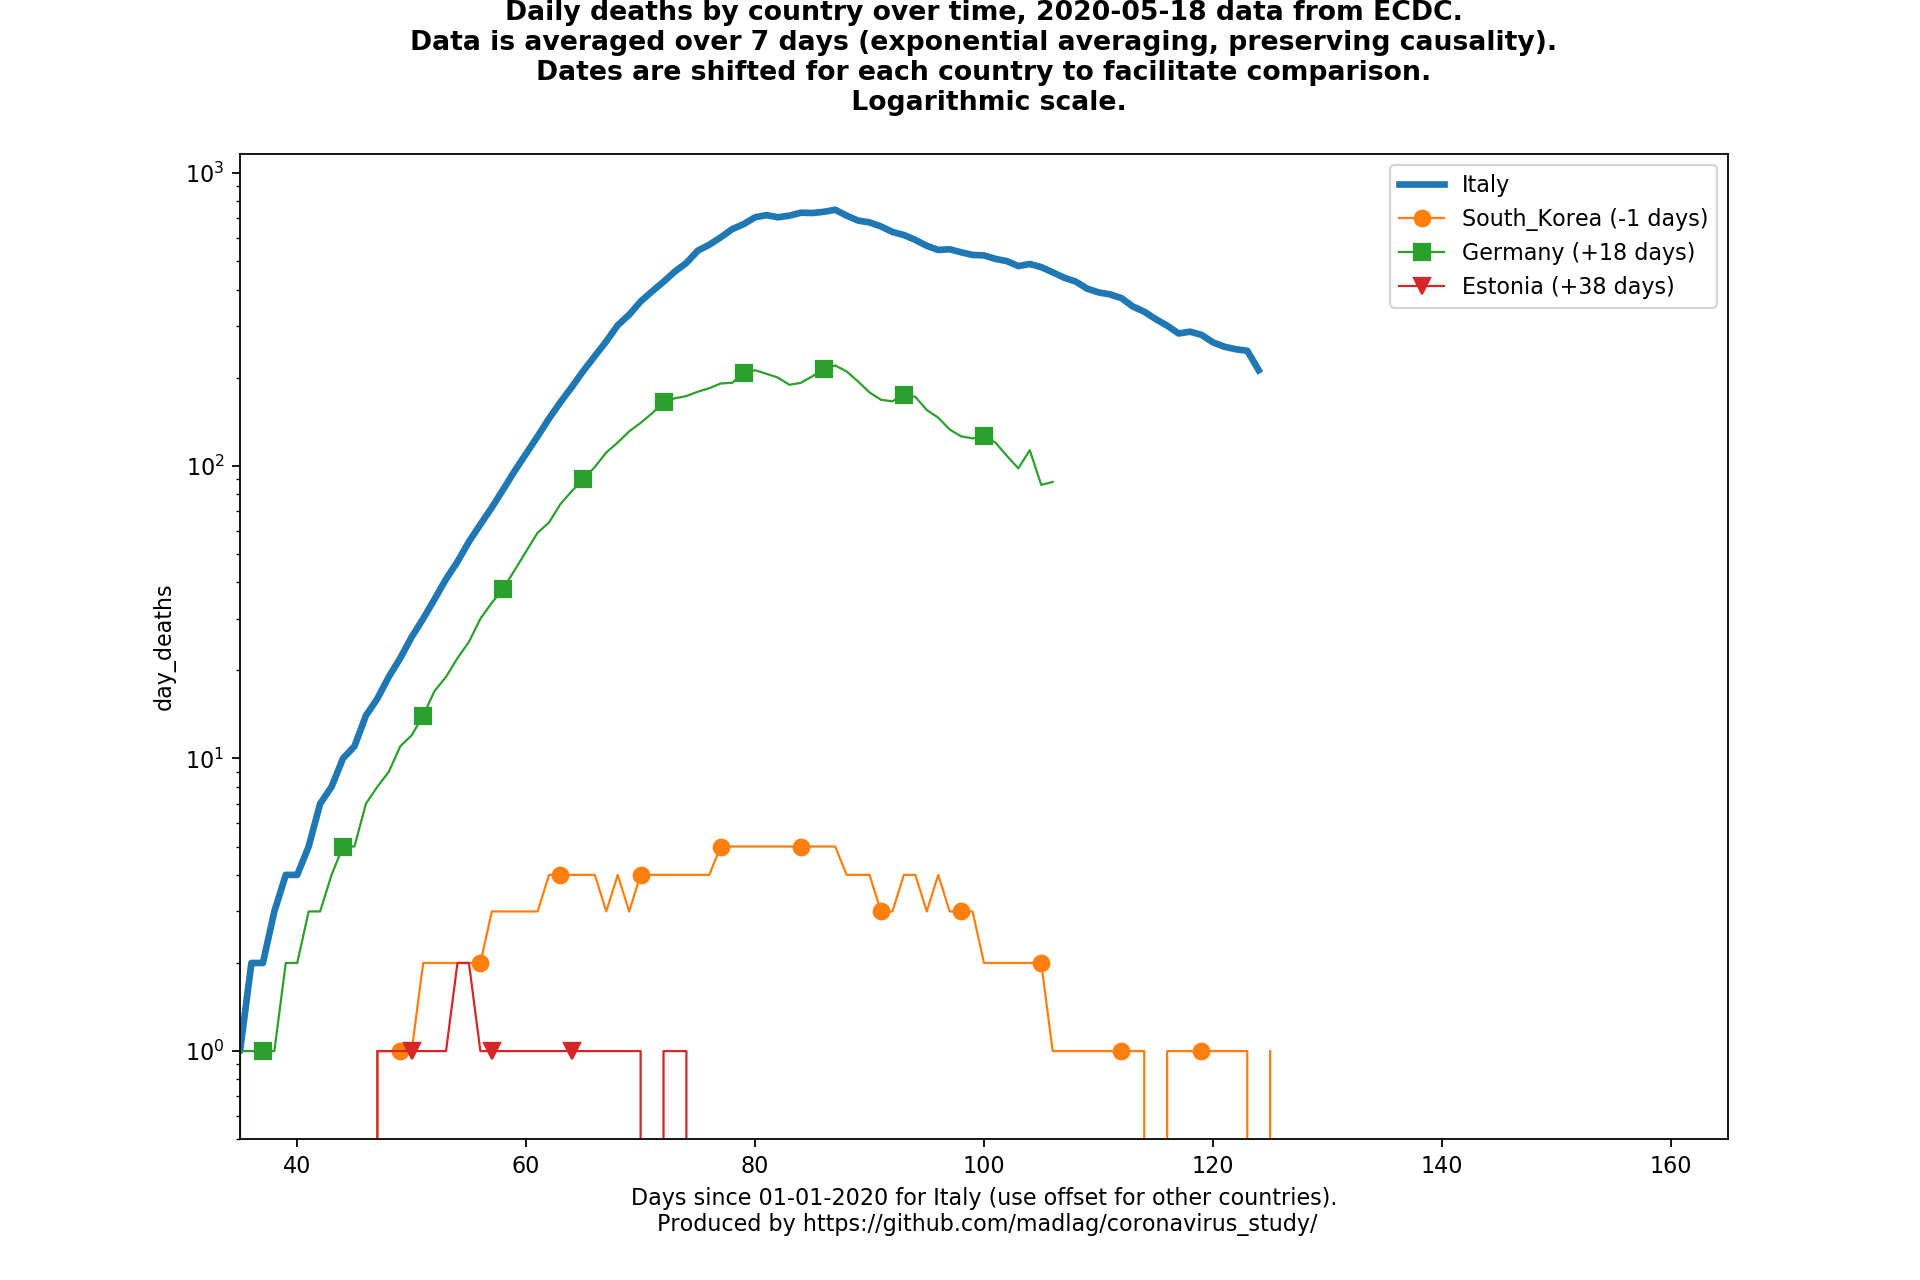 Daily deaths by country over time, 2020-05-18 data from ECDC.
Data is averaged over 7 days (exponential averaging, preserving causality).
Dates are shifted for each country to facilitate comparison.
Logarithmic scale.
10³
Italy
South_Korea (-1 days)
Germany (+18 days)
Estonia (+38 days)
10²
day_deaths
10¹
10⁰
40 60 80 100 120 140 160
Days since 01-01-2020 for Italy (use offset for other countries).
Produced by https://github.com/madlag/coronavirus_study/